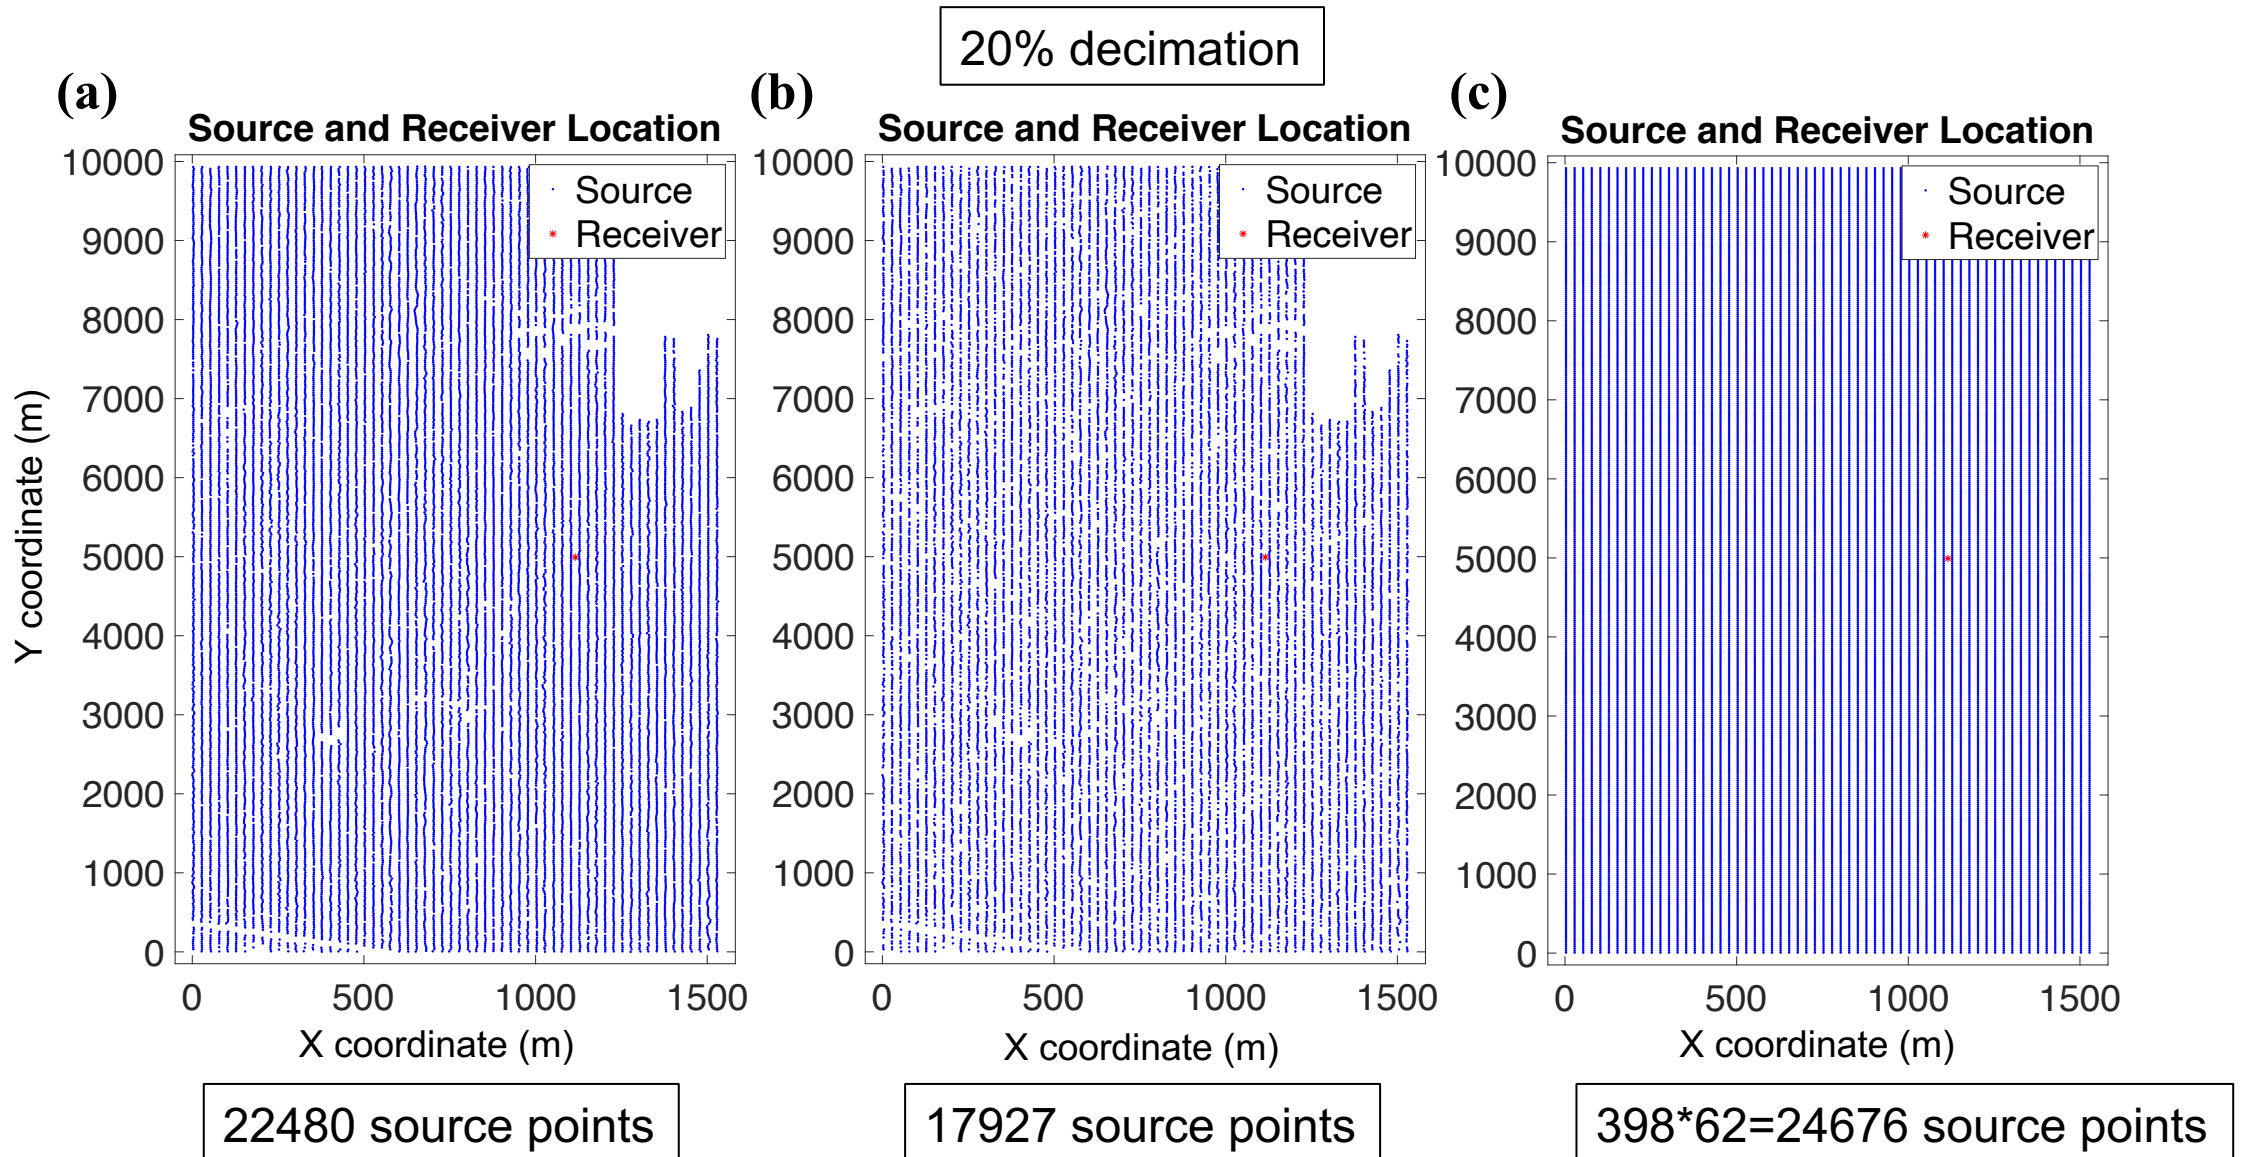 20% decimation
(a)
Source and Receiver Location
10000
9000
8000
7000
6000
5000
4000
3000
2000
1000
0
0 500 1000 1500
Y coordinate (m)
X coordinate (m)
Source
Receiver
22480 source points
(b)
Source and Receiver Location
10000
9000
8000
7000
6000
5000
4000
3000
2000
1000
0
0 500 1000 1500
X coordinate (m)
Source
Receiver
17927 source points
(c)
Source and Receiver Location
10000
9000
8000
7000
6000
5000
4000
3000
2000
1000
0
0 500 1000 1500
X coordinate (m)
Source
Receiver
398*62=24676 source points